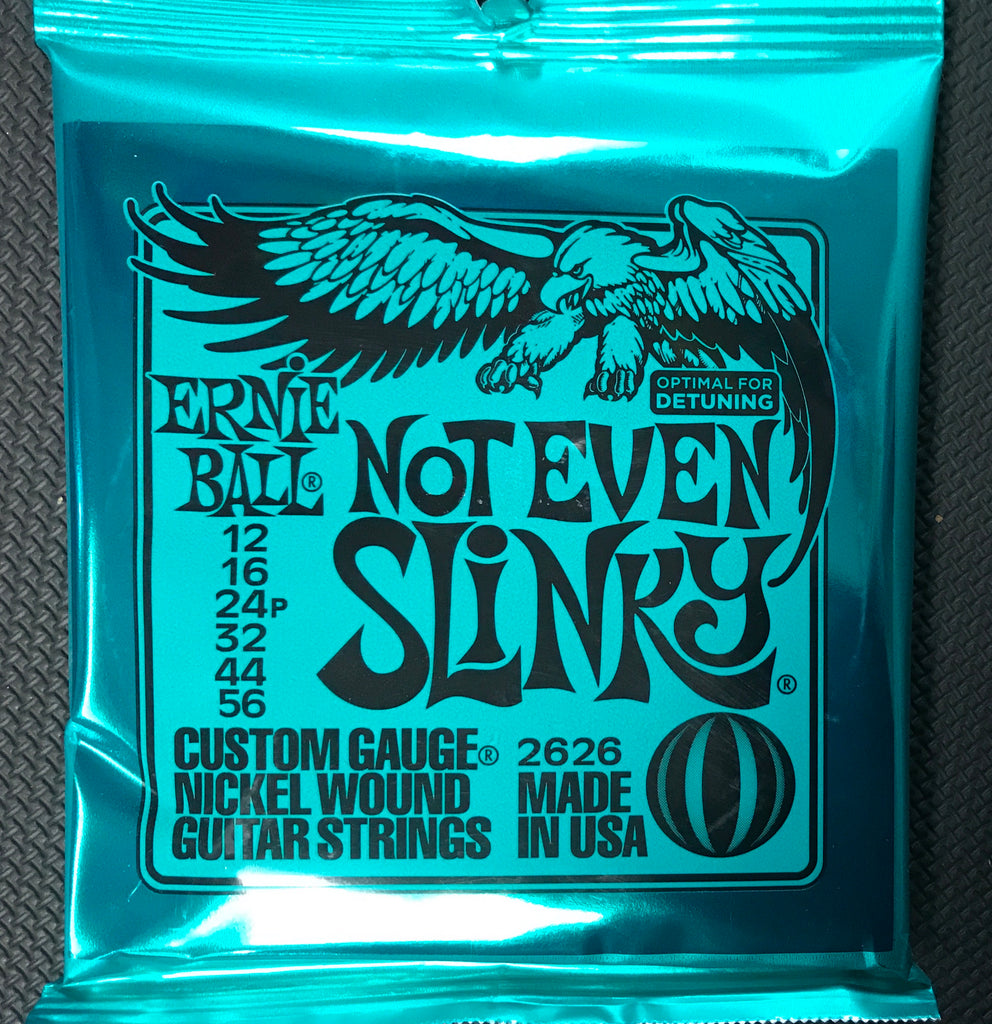 OPTIMAL FOR
DETUNING
ERNIE
BALL®
NOT EVEN
SLINKY®
12
16
24P
32
44
56
CUSTOM GAUGE®
NICKEL WOUND
GUITAR STRINGS
2626
MADE
IN USA